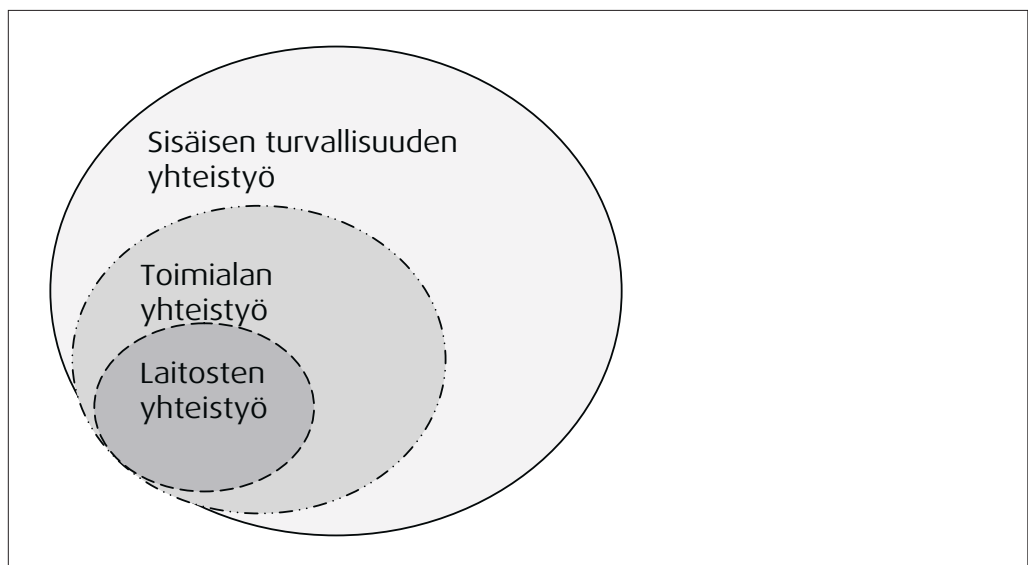 Sisäisen turvallisuuden
yhteistyö
Toimialan
yhteistyö
Laitosten
yhteistyö